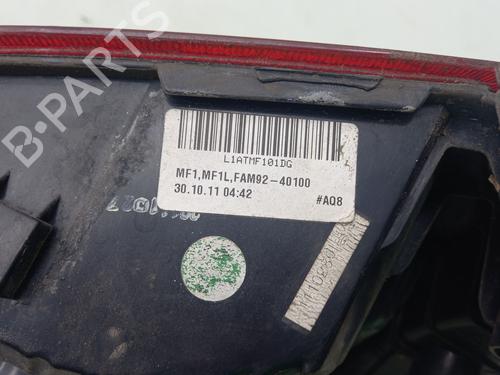 B-PARTS
L1ATMF101DG
MF1,MF1L,FAM92-40100
30.10.11 04:42
#AQ8